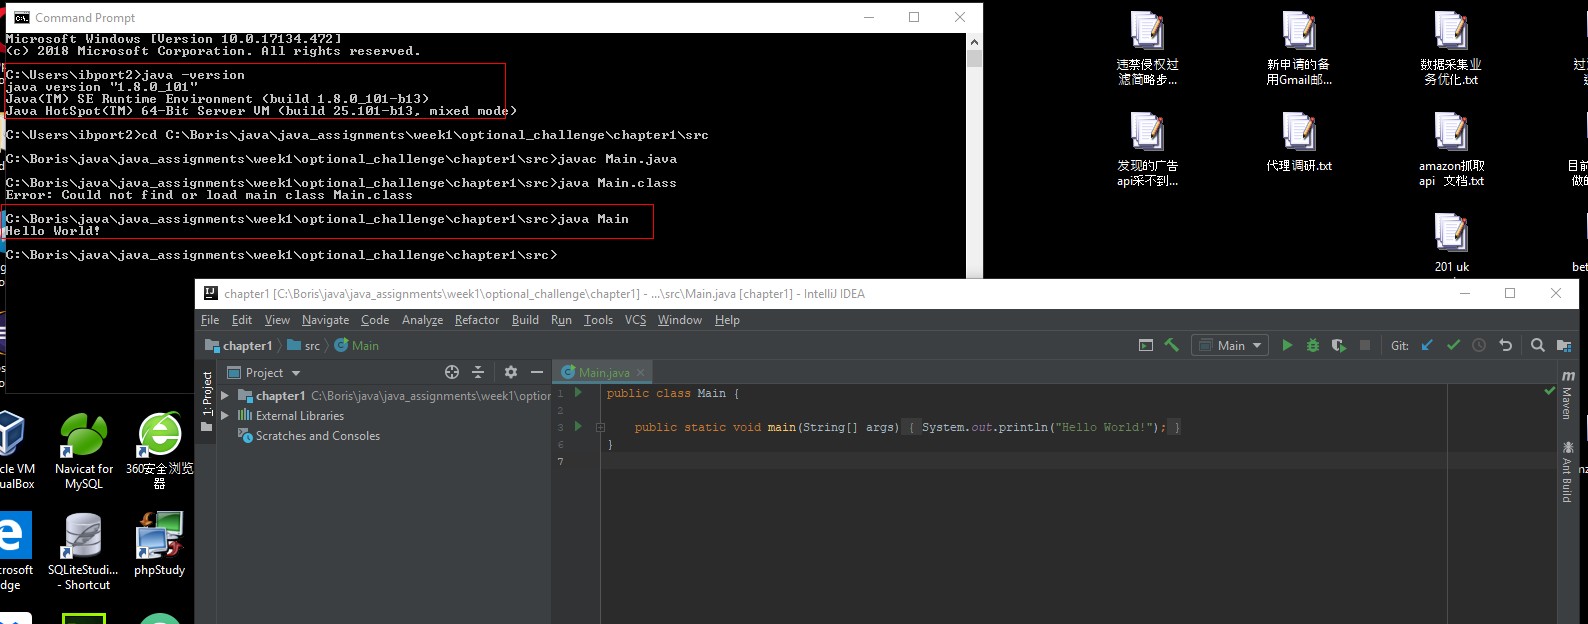 Command Prompt
Microsoft Windows [Version 10.0.17134.472]
(c) 2018 Microsoft Corporation. All rights reserved.
C:\Users\ibport2>java -version
java version "1.8.0_101"
Java(TM) SE Runtime Environment (build 1.8.0_101-b13)
Java HotSpot(TM) 64-Bit Server VM (build 25.101-b13, mixed mode)
C:\Users\ibport2>cd C:\Boris\java\java_assignments\week1\optional_challenge\chapter1\src
C:\Boris\java\java_assignments\week1\optional_challenge\chapter1\src>javac Main.java
C:\Boris\java\java_assignments\week1\optional_challenge\chapter1\src>java Main.class
Error: Could not find or load main class Main.class
C:\Boris\java\java_assignments\week1\optional_challenge\chapter1\src>java Main
Hello World!
C:\Boris\java\java_assignments\week1\optional_challenge\chapter1\src>
违禁侵权过
滤简略步...
新申请的备
用Gmail邮...
数据采集业
务优化.txt
发现的广告
api采不到...
代理调研.txt
amazon抓取
api 文档.txt
目前
做的
201 uk
bet
chapter1 [C:\Boris\java\java_assignments\week1\optional_challenge\chapter1] - ...\src\Main.java [chapter1] - IntelliJ IDEA
File Edit View Navigate Code Analyze Refactor Build Run Tools VCS Window Help
chapter1 src Main
Main Git:
1: Project
Project
Main.java
chapter1 C:\Boris\java\java_assignments\week1\optior
External Libraries
Scratches and Consoles
1 public class Main {
2
3 public static void main(String[] args) { System.out.println("Hello World!"); }
6 }
7
Maven
Ant Build
cle VM
ualBox
Navicat for
MySQL
360安全浏览
器
crosoft
dge
SQLiteStudi...
- Shortcut
phpStudy